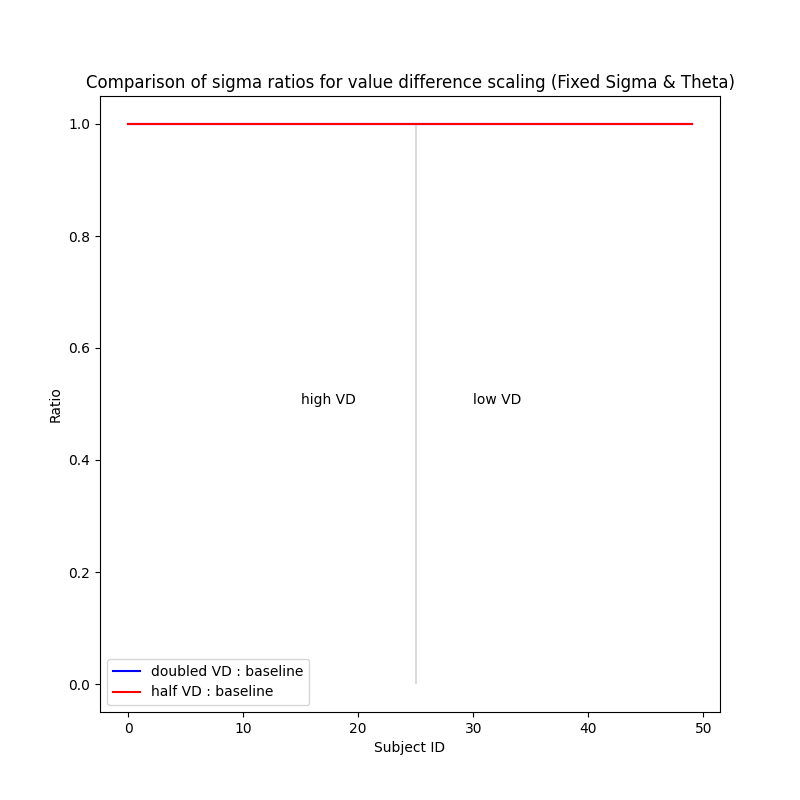 Comparison of sigma ratios for value difference scaling (Fixed Sigma & Theta)
1.0
0.8
0.6
0.4
0.2
0.0
Ratio
high VD
low VD
doubled VD : baseline
half VD : baseline
0
10
20
30
40
50
Subject ID